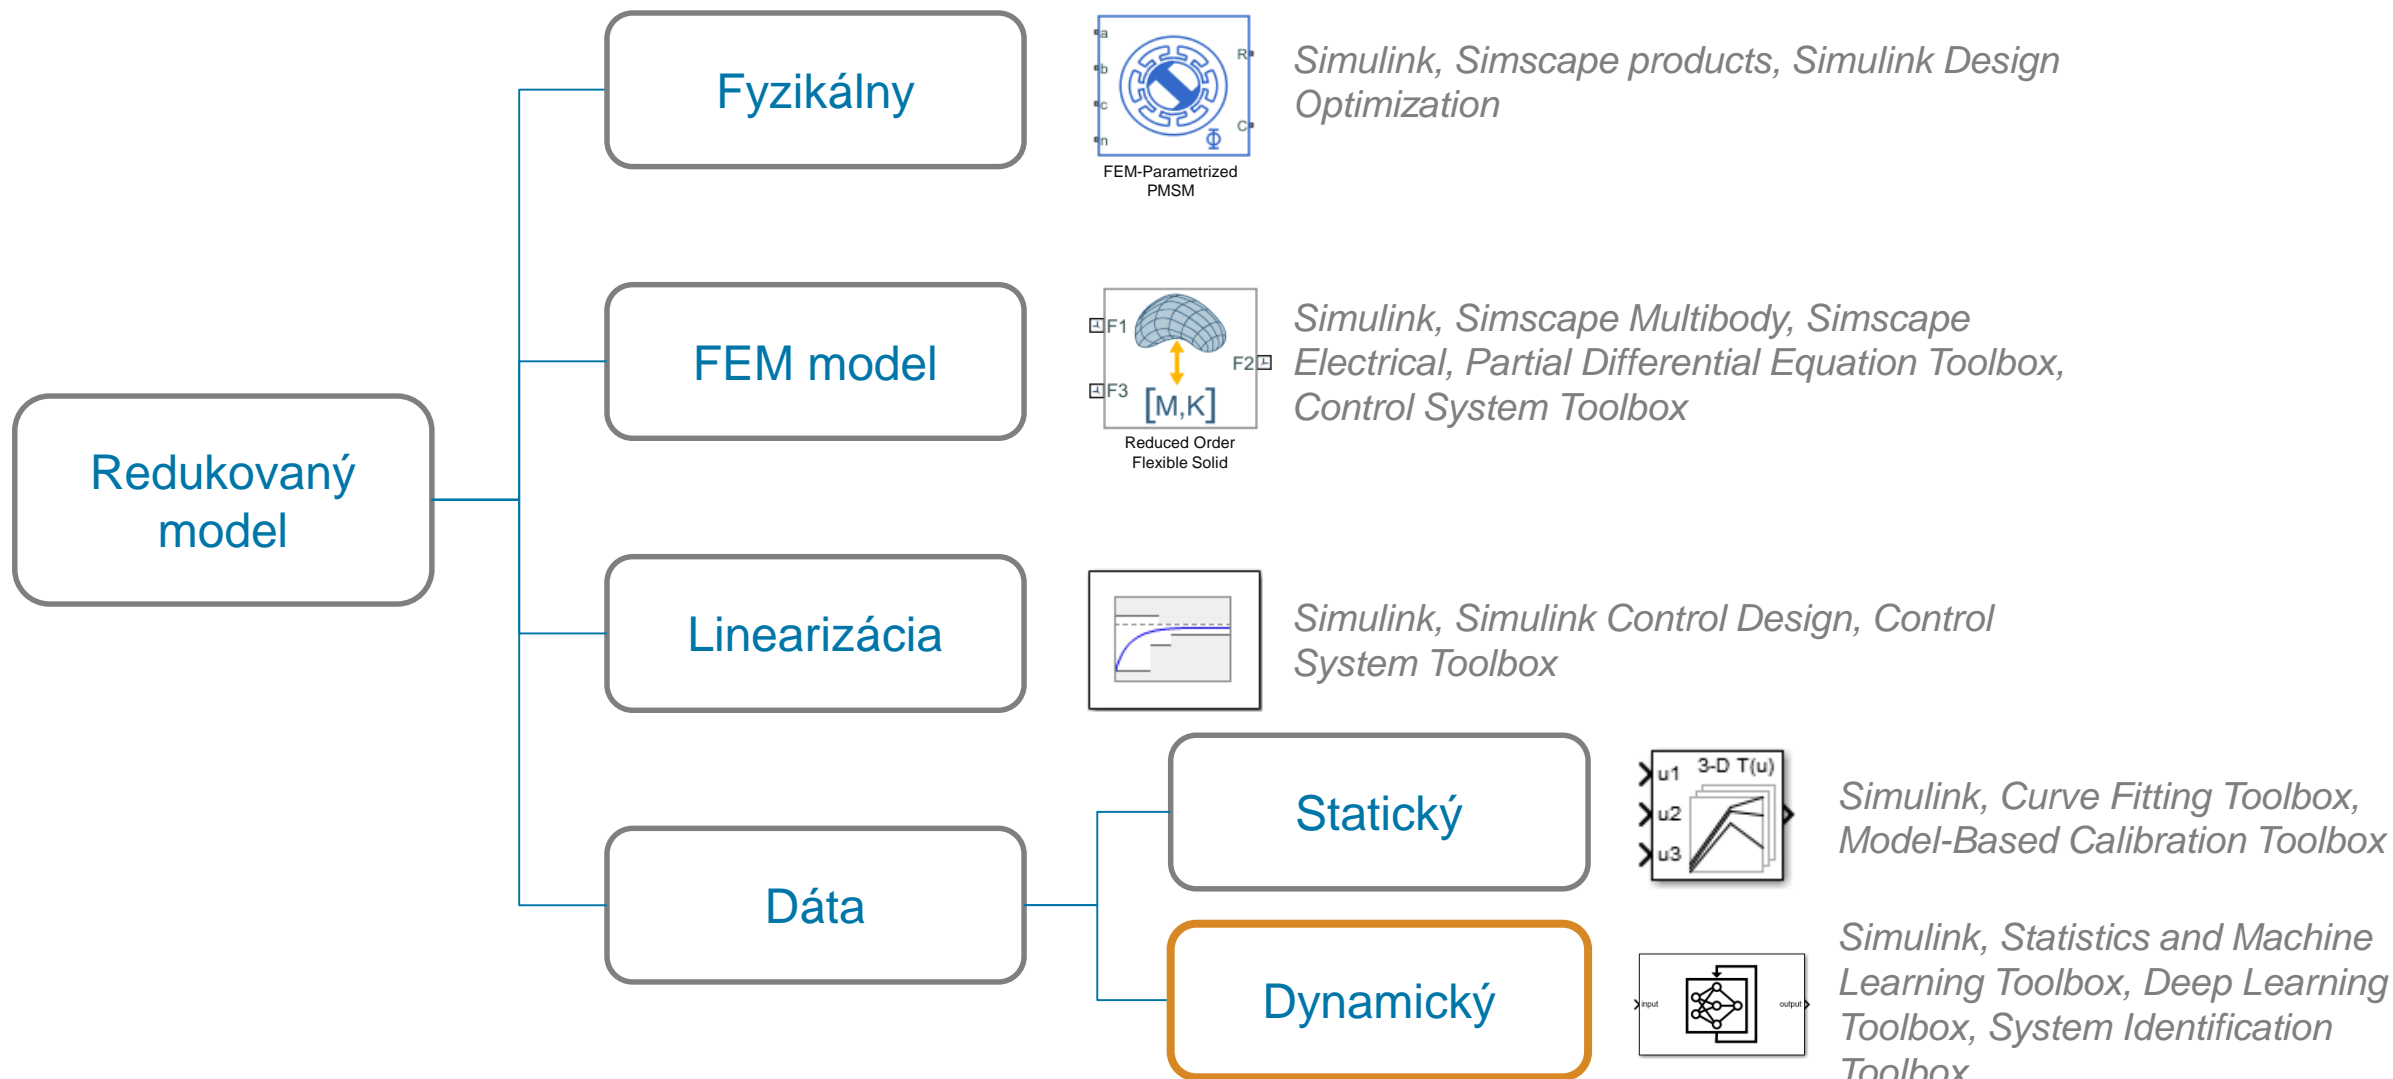 Fyzikálny
a
b
c
n
R
C
Φ
FEM-Parametrized
PMSM
Simulink, Simscape products, Simulink Design
Optimization
FEM model
F1
F3
F2
[M,K]
Reduced Order
Flexible Solid
Simulink, Simscape Multibody, Simscape
Electrical, Partial Differential Equation Toolbox,
Control System Toolbox
Redukovaný
model
Linearizácia
Simulink, Simulink Control Design, Control
System Toolbox
Dáta
Statický
3-D T(u)
u1
u2
u3
Simulink, Curve Fitting Toolbox,
Model-Based Calibration Toolbox
Dynamický
input
output
Simulink, Statistics and Machine
Learning Toolbox, Deep Learning
Toolbox, System Identification
Toolbox